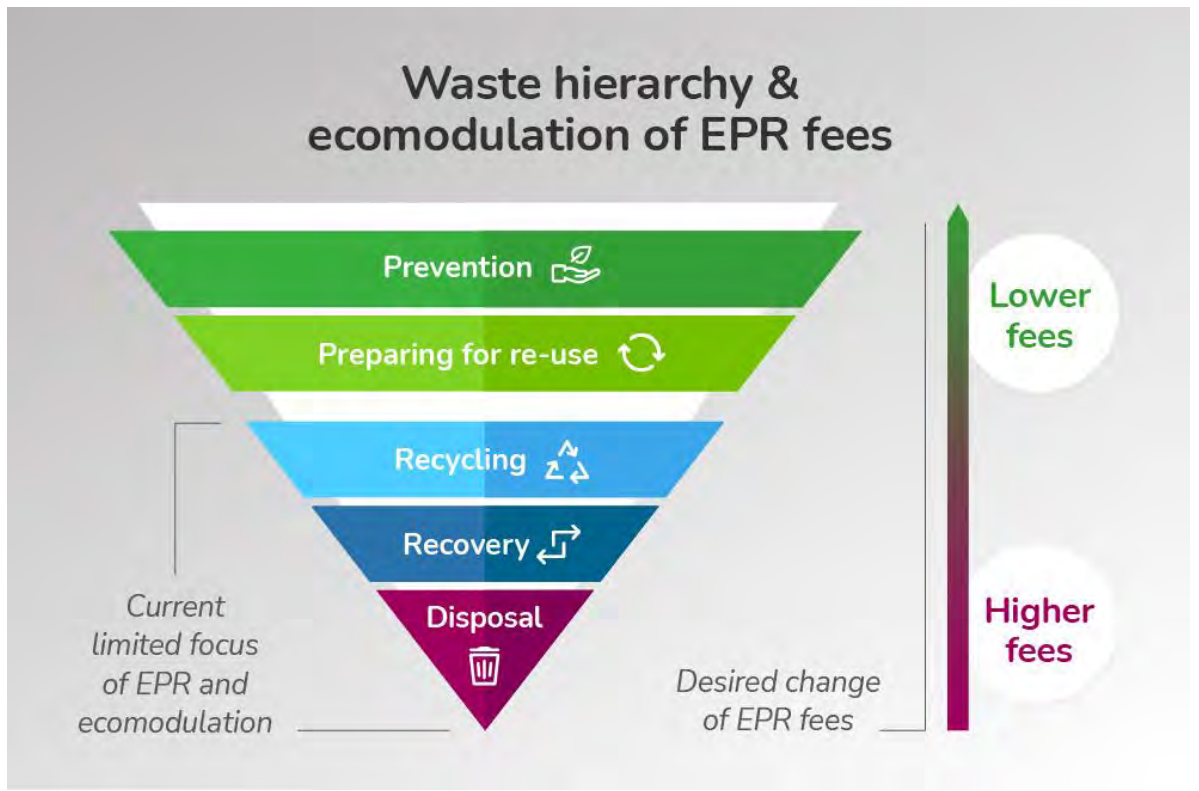 Waste hierarchy &
ecomodulation of EPR fees
Prevention
Preparing for re-use
Recycling
Recovery
Disposal
Current
limited focus
of EPR and
ecomodulation
Desired change
of EPR fees
Lower
fees
Higher
fees